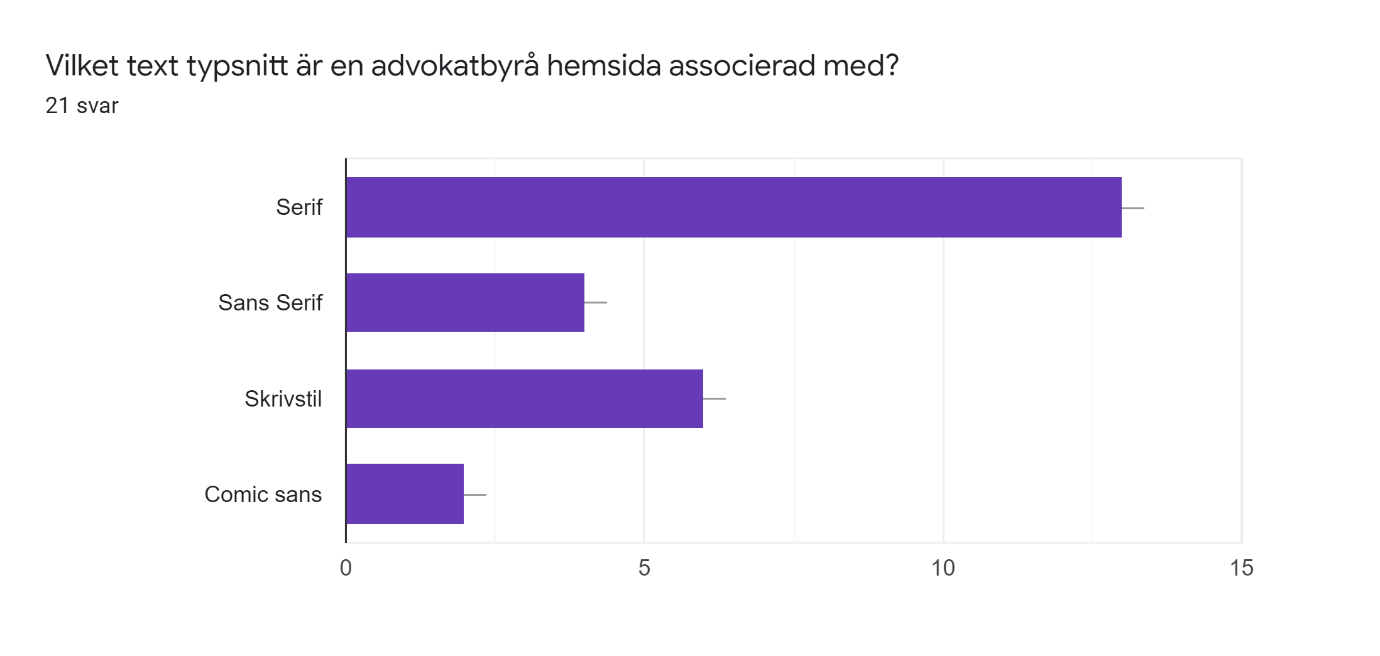 Vilket text typsnitt är en advokatbyrå hemsida associerad med?
21 svar
Serif
Sans Serif
Skrivstil
Comic sans
0 5 10 15